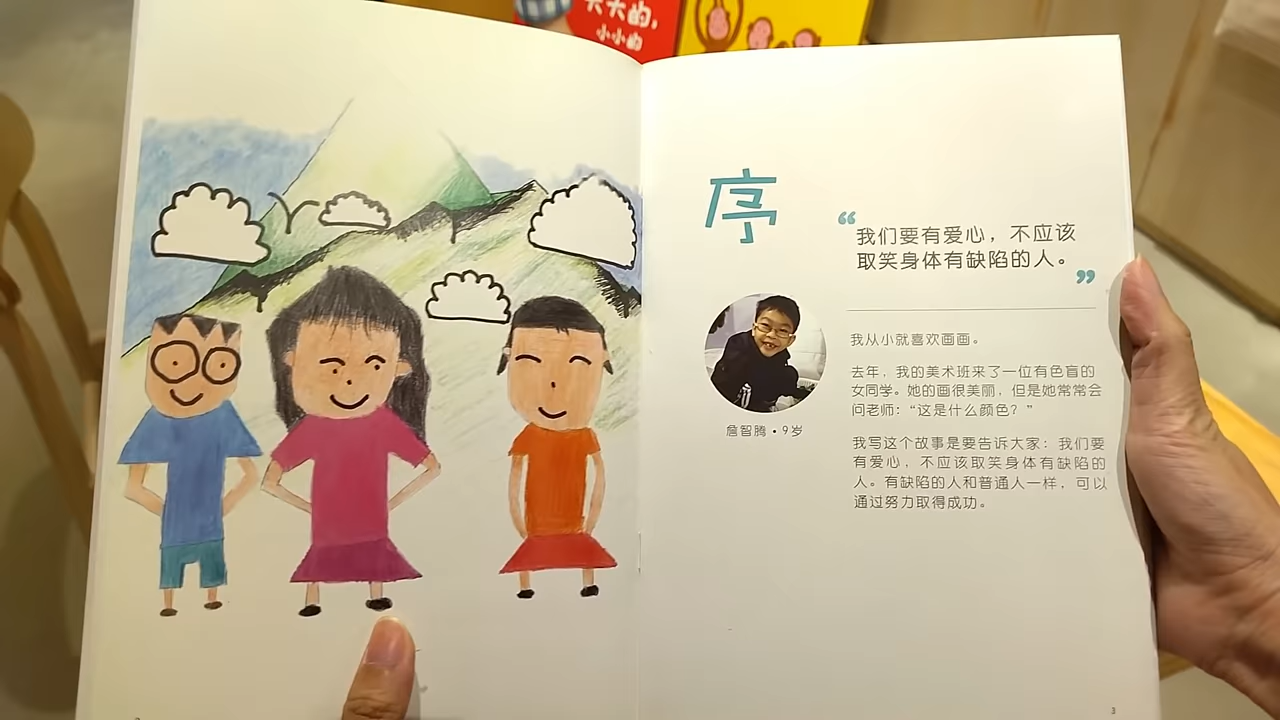 大大的,
小小的
序
“我们要有爱心，不应该
取笑身体有缺陷的人。”
詹智腾·9岁
我从小就喜欢画画。
去年，我的美术班来了一位有色盲的
女同学。她的画很美丽，但是她常常会
问老师：“这是什么颜色？”
我写这个故事是要告诉大家：我们要
有爱心，不应该取笑身体有缺陷的
人。有缺陷的人和普通人一样，可以
通过努力取得成功。
3